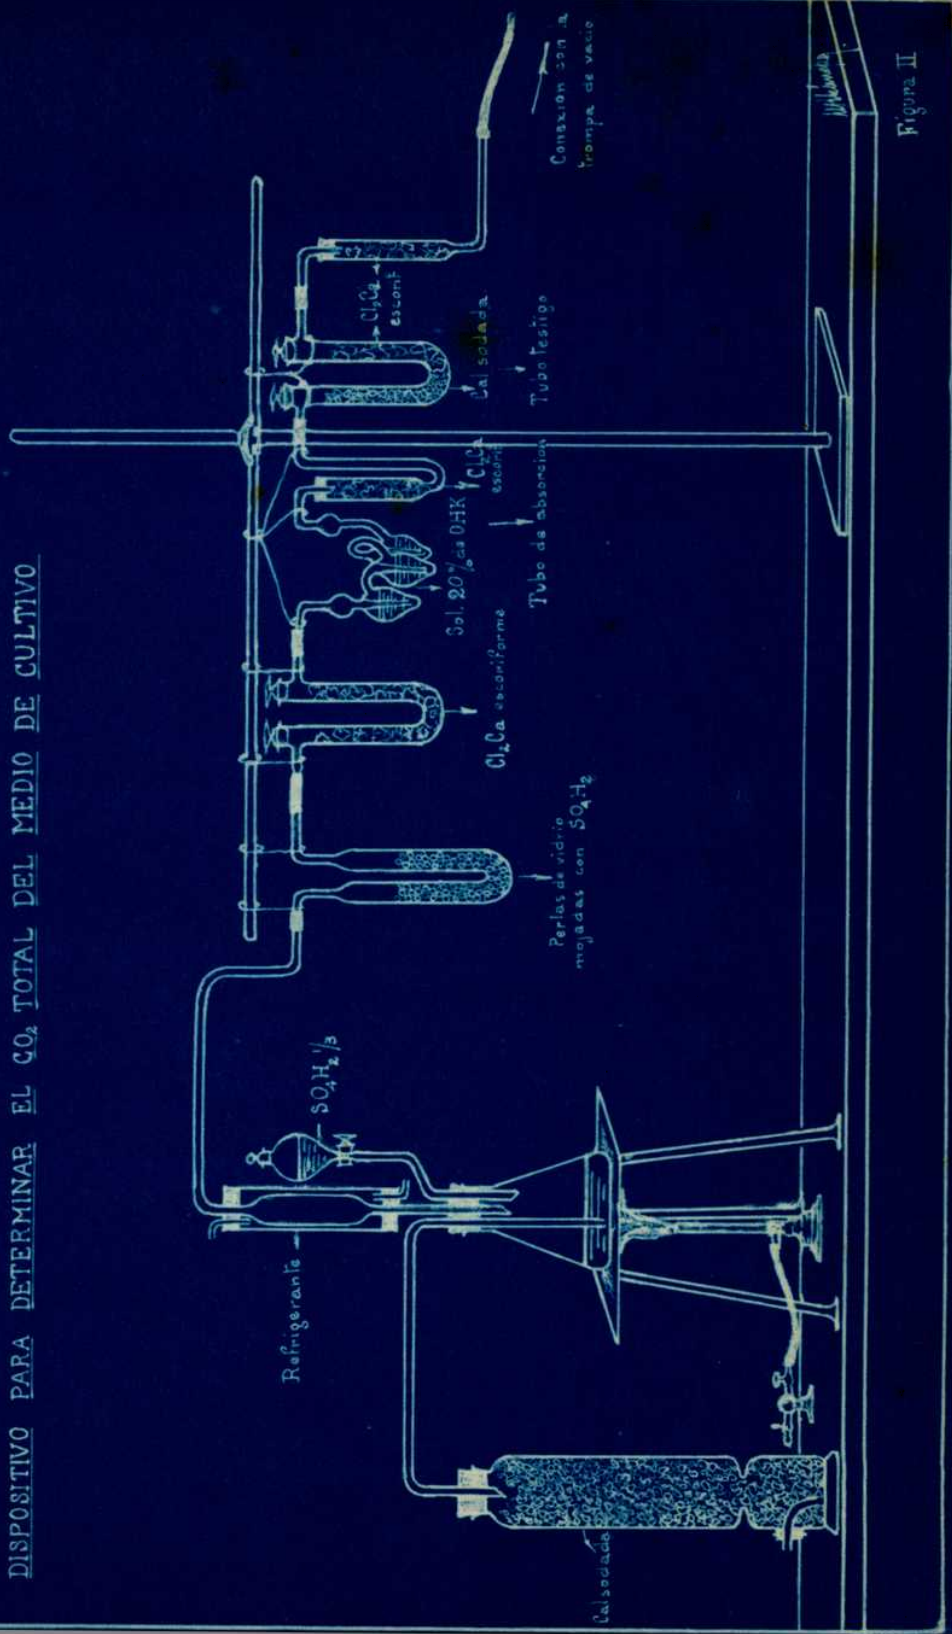 DISPOSITIVO PARA DETERMINAR EL CO₂ TOTAL DEL MEDIO DE CULTIVO
Refrigerante
SO₄H₂ 1/3
Calsodada
Perlas de vidrio
mojadas con SO₄H₂
Cl₂Ca escoriforme
Sol. 20% de OHK
Cl₂Ca
escorif
Tubo de absorcion
Cl₂Ca
escorif
Cal sodada
Tubo testigo
Conexion con la
trompa de vacio
Figura II